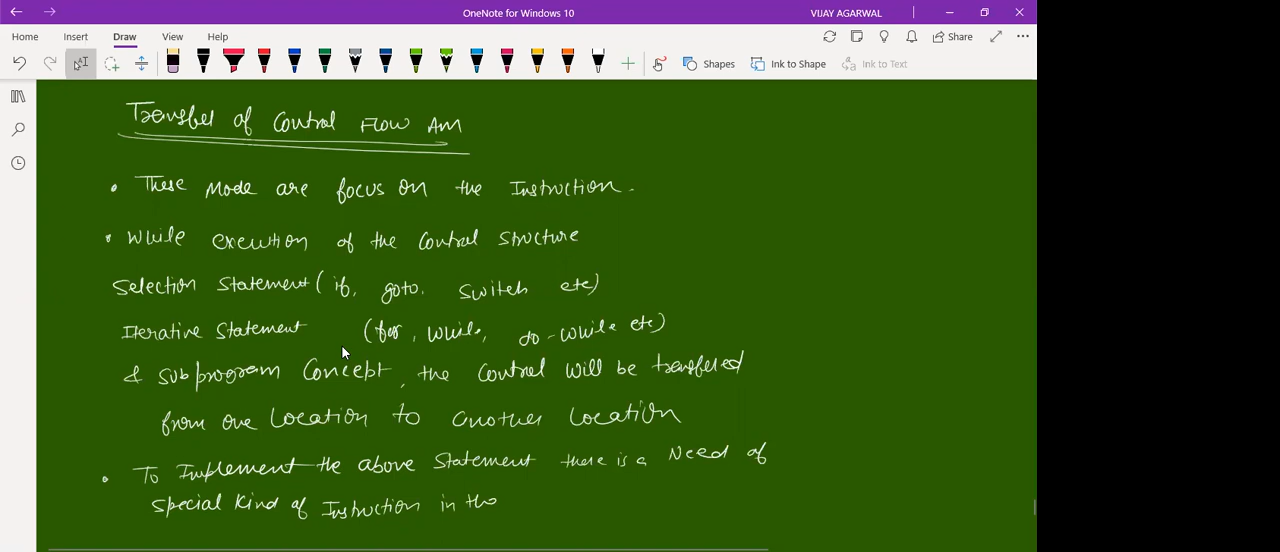 OneNote for Windows 10
VIJAY AGARWAL
Home Insert Draw View Help
Share
Shapes Ink to Shape Ink to Text
Transfer of Control Flow AM
• These Mode are focus on the Instruction.
• While execution of the Control Structure
Selection Statement (if, goto, Switch etc)
Iterative Statement (for, while, do-while etc)
& Subprogram Concept, the Control will be transfered
from one Location to another Location
• To Implement the above Statement there is a Need of
Special Kind of Instruction in the